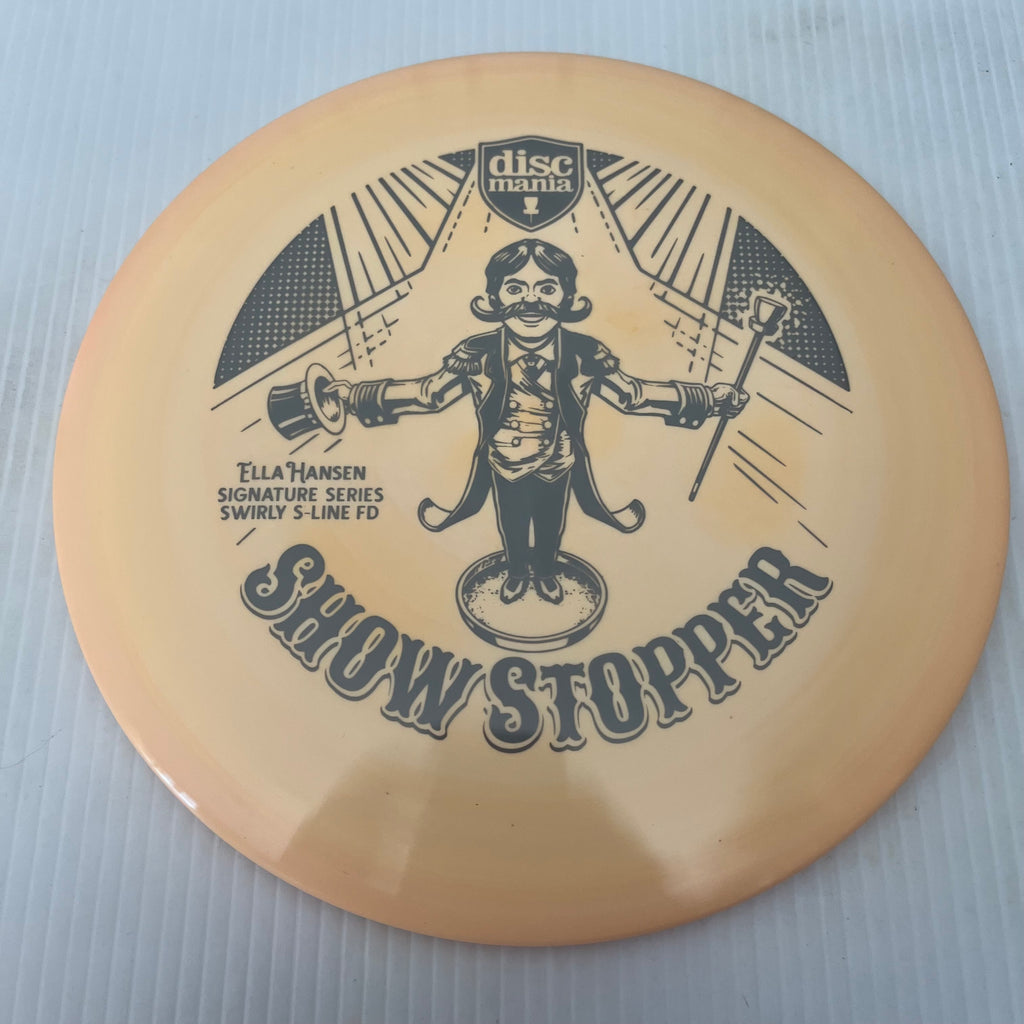 disc
mania
ELLA HANSEN
SIGNATURE SERIES
SWIRLY S-LINE FD
SHOW STOPPER